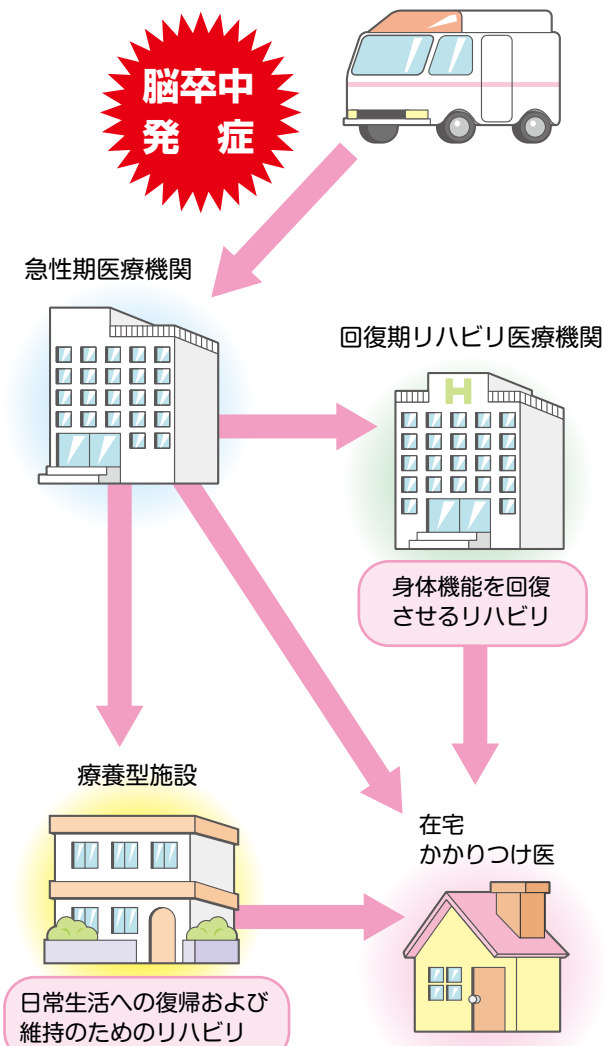 脳卒中
発　症
急性期医療機関
回復期リハビリ医療機関
H
身体機能を回復
させるリハビリ
療養型施設
在宅
かかりつけ医
日常生活への復帰および
維持のためのリハビリ